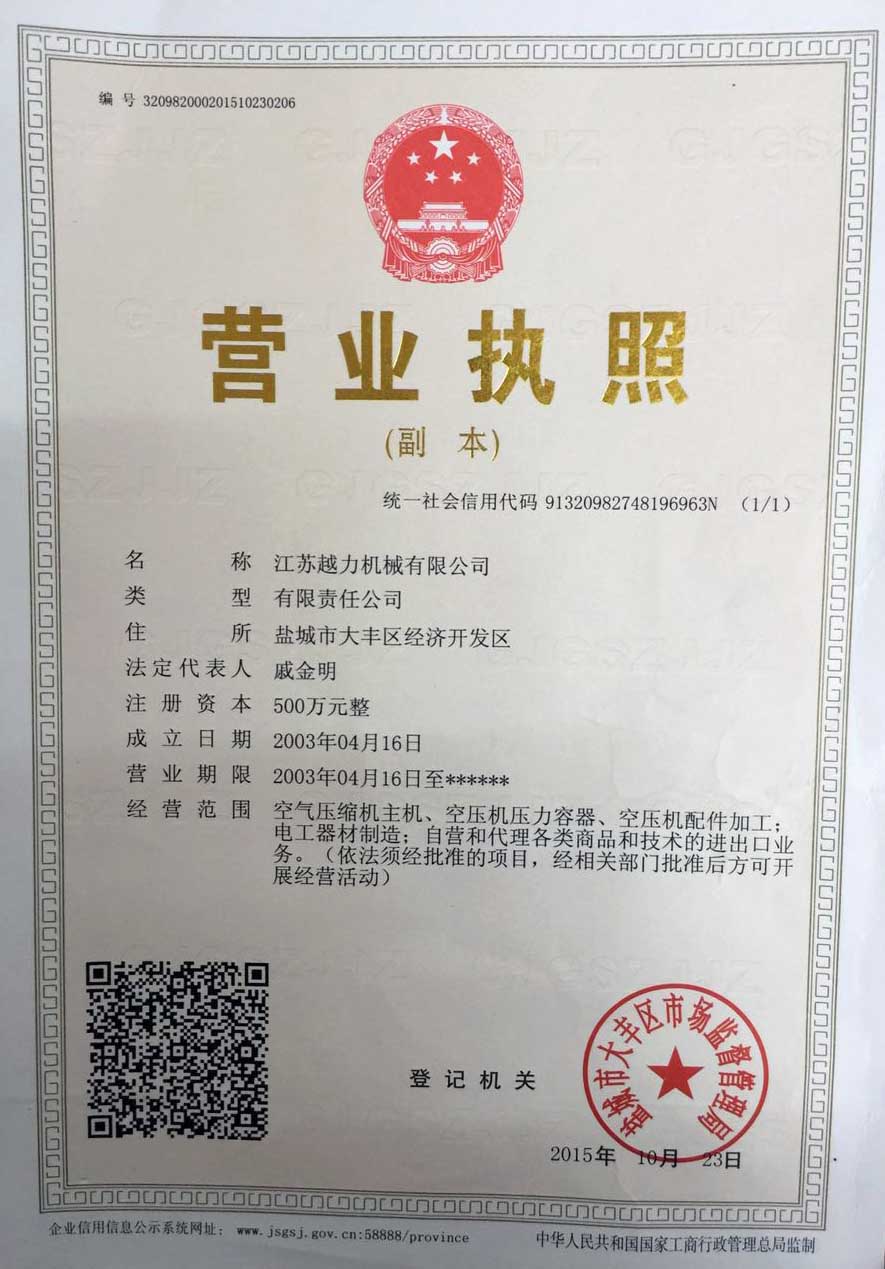 编 号 320982000201510230206
营业执照
(副 本)
统一社会信用代码 91320982748196963N （1/1）
名 称 江苏越力机械有限公司
类 型 有限责任公司
住 所 盐城市大丰区经济开发区
法定代表人 戚金明
注 册 资 本 500万元整
成 立 日 期 2003年04月16日
营 业 期 限 2003年04月16日至******
经 营 范 围 空气压缩机主机、空压机压力容器、空压机配件加工；
电工器材制造；自营和代理各类商品和技术的进出口业
务。（依法须经批准的项目，经相关部门批准后方可开
展经营活动）
登 记 机 关
盐城市大丰区市场监督管理局
2015年 10月 23日
企业信用信息公示系统网址： www.jsgsj.gov.cn:58888/province
中华人民共和国国家工商行政管理总局监制